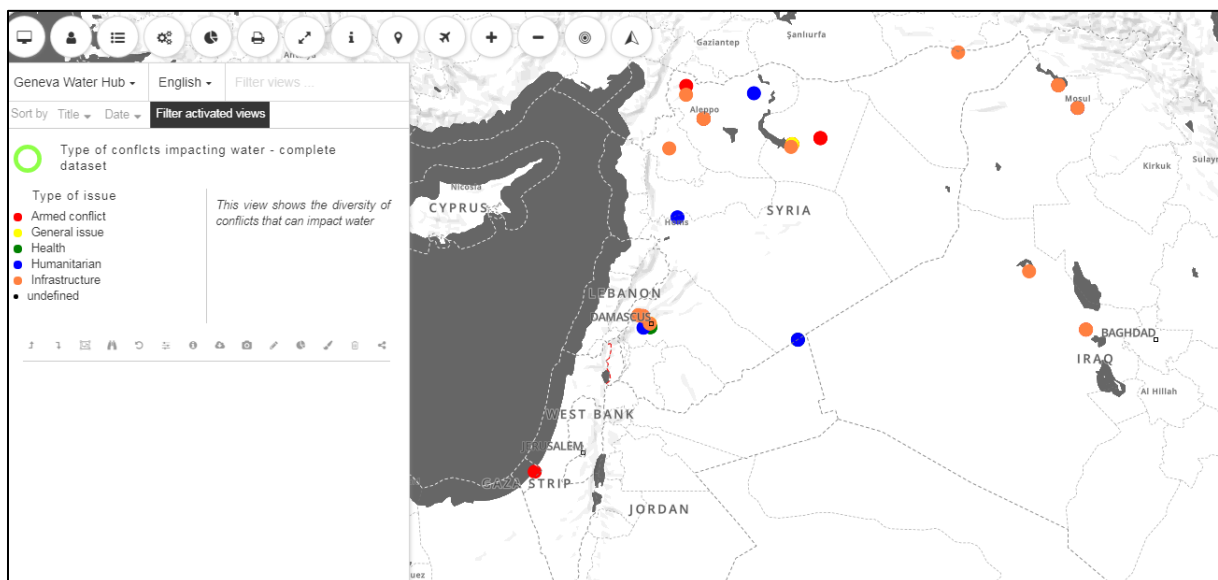 Gaziantep
Şanlıurfa
Geneva Water Hub
English
Filter views ...
Sort by Title Date Filter activated views
Type of conflcts impacting water - complete
dataset
Type of issue
Armed conflict
General issue
Health
Humanitarian
Infrastructure
undefined
This view shows the diversity of
conflicts that can impact water
Aleppo
Mosul
Kirkuk
Nicosia
CYPRUS
SYRIA
Homs
LEBANON
DAMASCUS
BAGHDAD
IRAQ
Al Hillah
WEST BANK
JERUSALEM
GAZA STRIP
JORDAN